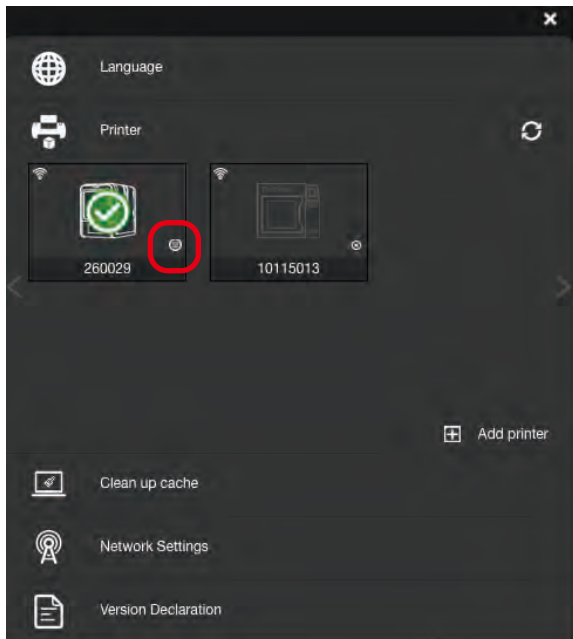 Language
Printer
260029
10115013
Add printer
Clean up cache
Network Settings
Version Declaration